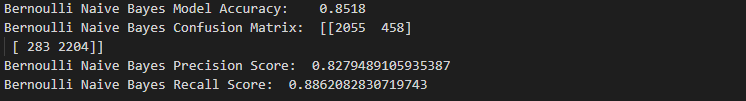 Bernoulli Naive Bayes Model Accuracy:    0.8518
Bernoulli Naive Bayes Confusion Matrix:  [[2055  458]
 [ 283 2204]]
Bernoulli Naive Bayes Precision Score:  0.8279489105935387
Bernoulli Naive Bayes Recall Score:  0.8862082830719743